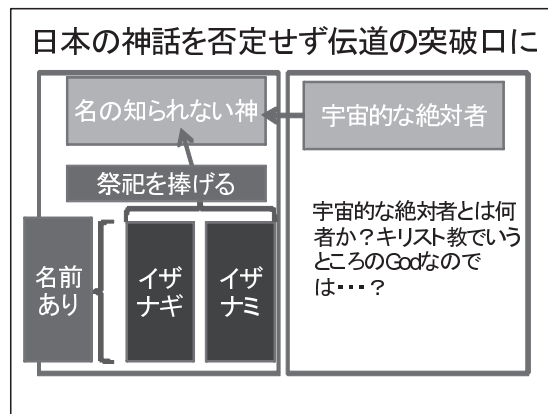 日本の神話を否定せず伝道の突破口に
名の知られない神
宇宙的な絶対者
祭祀を捧げる
名前
あり
イザ
ナギ
イザ
ナミ
宇宙的な絶対者とは何
者か？キリスト教でいう
ところのGodなので
は・・・？